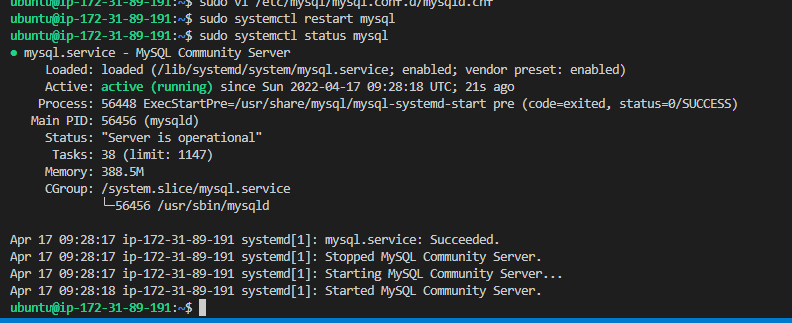 ubuntu@ip-172-31-89-191:~$ sudo vi /etc/mysql/mysql.conf.d/mysqld.cnf
ubuntu@ip-172-31-89-191:~$ sudo systemctl restart mysql
ubuntu@ip-172-31-89-191:~$ sudo systemctl status mysql
● mysql.service - MySQL Community Server
Loaded: loaded (/lib/systemd/system/mysql.service; enabled; vendor preset: enabled)
Active: active (running) since Sun 2022-04-17 09:28:18 UTC; 21s ago
Process: 56448 ExecStartPre=/usr/share/mysql/mysql-systemd-start pre (code=exited, status=0/SUCCESS)
Main PID: 56456 (mysqld)
Status: "Server is operational"
Tasks: 38 (limit: 1147)
Memory: 388.5M
CGroup: /system.slice/mysql.service
└─56456 /usr/sbin/mysqld
Apr 17 09:28:17 ip-172-31-89-191 systemd[1]: mysql.service: Succeeded.
Apr 17 09:28:17 ip-172-31-89-191 systemd[1]: Stopped MySQL Community Server.
Apr 17 09:28:17 ip-172-31-89-191 systemd[1]: Starting MySQL Community Server...
Apr 17 09:28:18 ip-172-31-89-191 systemd[1]: Started MySQL Community Server.
ubuntu@ip-172-31-89-191:~$